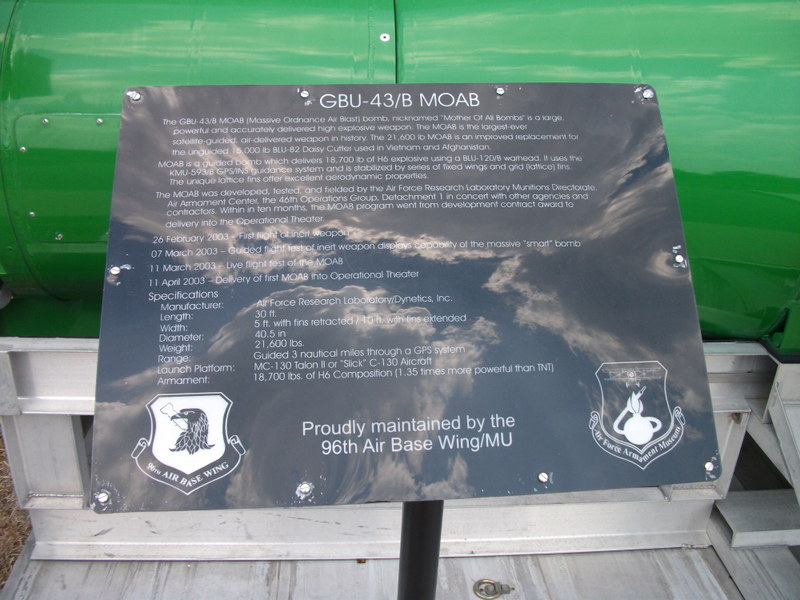 GBU-43/B MOAB
The GBU-43/B MOAB (Massive Ordnance Air Blast) bomb, nicknamed "Mother Of All Bombs" is a large,
powerful and accurately delivered high explosive weapon. The MOAB is the largest-ever
satellite-guided, air-delivered weapon in history. The 21,600 lb MOAB is an improved replacement for
the unguided 15,000 lb BLU-82 Daisy Cutter used in Vietnam and Afghanistan.
MOAB is a guided bomb which delivers 18,700 lb of H6 explosive using a BLU-120/B warhead. It uses the
KMU-593/B GPS/INS guidance system and is stabilized by series of fixed wings and grid (lattice) fins.
The unique lattice fins offer excellent aerodynamic properties.
The MOAB was developed, tested, and fielded by the Air Force Research Laboratory Munitions Directorate,
Air Armament Center, the 46th Operations Group, Detachment 1 in concert with other agencies and
contractors. Within ten months, the MOAB program went from development contract award to
delivery into the Operational Theater.
26 February 2003 – First flight of inert weapon
07 March 2003 – Guided flight test of inert weapon displays capability of the massive "smart" bomb
11 March 2003 – Live flight test of the MOAB
11 April 2003 – Delivery of first MOAB into Operational Theater
Specifications
Manufacturer: Air Force Research Laboratory/Dynetics, Inc.
Length: 30 ft.
Width: 5 ft. with fins retracted / 10 ft. with fins extended
Diameter: 40.5 in
Weight: 21,600 lbs.
Range: Guided 3 nautical miles through a GPS system
Launch Platform: MC-130 Talon II or "Slick" C-130 Aircraft
Armament: 18,700 lbs. of H6 Composition (1.35 times more powerful than TNT)
Proudly maintained by the
96th Air Base Wing/MU
96TH AIR BASE WING
Air Force Armament Museum